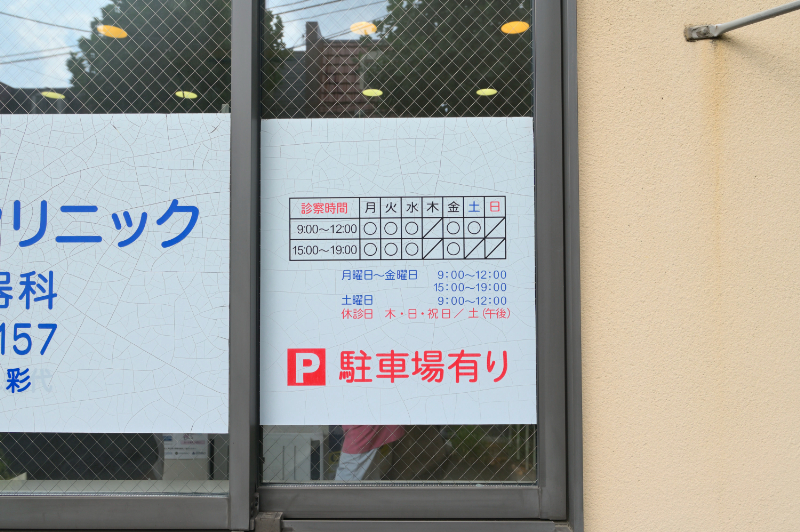 クリニック
器科
157
彩
診察時間 月 火 水 木 金 土 日
9:00〜12:00 ○ ○ ○ ／ ○ ○ ／
15:00〜19:00 ○ ○ ○ ／ ○ ／ ／
月曜日〜金曜日 9:00〜12:00
15:00〜19:00
土曜日 9:00〜12:00
休診日 木・日・祝日／土(午後)
P 駐車場有り